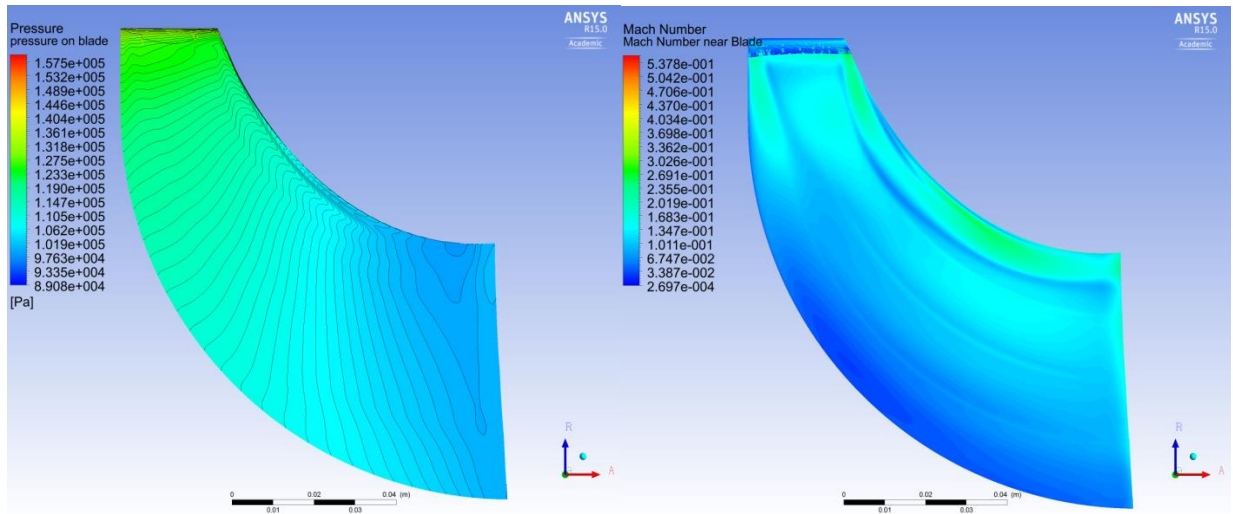 Pressure
pressure on blade
1.575e+005
1.532e+005
1.489e+005
1.446e+005
1.404e+005
1.361e+005
1.318e+005
1.275e+005
1.233e+005
1.190e+005
1.147e+005
1.105e+005
1.062e+005
1.019e+005
9.763e+004
9.335e+004
8.908e+004
[Pa]
ANSYS
R15.0
Academic
R
A
0 0.02 0.04 (m)
0.01 0.03
Mach Number
Mach Number near Blade
5.378e-001
5.042e-001
4.706e-001
4.370e-001
4.034e-001
3.698e-001
3.362e-001
3.026e-001
2.691e-001
2.355e-001
2.019e-001
1.683e-001
1.347e-001
1.011e-001
6.747e-002
3.387e-002
2.697e-004
ANSYS
R15.0
Academic
R
A
0 0.02 0.04 (m)
0.01 0.03